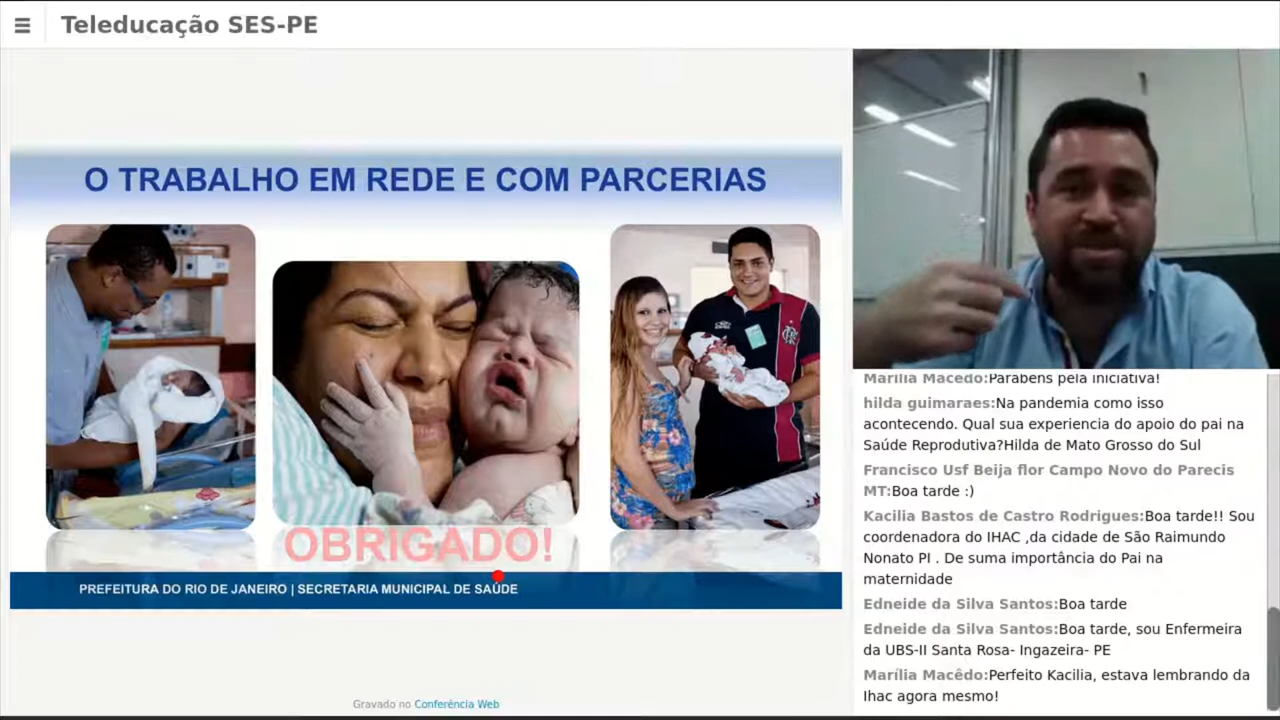 Teleducação SES-PE
O TRABALHO EM REDE E COM PARCERIAS
OBRIGADO!
PREFEITURA DO RIO DE JANEIRO | SECRETARIA MUNICIPAL DE SAÚDE
Gravado no Conferência Web
Marília Macêdo:Parabéns pela iniciativa!
hilda guimaraes:Na pandemia como isso
acontecendo. Qual sua experiencia do apoio do pai na
Saúde Reprodutiva?Hilda de Mato Grosso do Sul
Francisco Usf Beija flor Campo Novo do Parecis
MT:Boa tarde :)
Kacilia Bastos de Castro Rodrigues:Boa tarde!! Sou
coordenadora do IHAC ,da cidade de São Raimundo
Nonato PI . De suma importância do Pai na
maternidade
Edneide da Silva Santos:Boa tarde
Edneide da Silva Santos:Boa tarde, sou Enfermeira
da UBS-II Santa Rosa- Ingazeira- PE
Marília Macêdo:Perfeito Kacilia, estava lembrando da
Ihac agora mesmo!